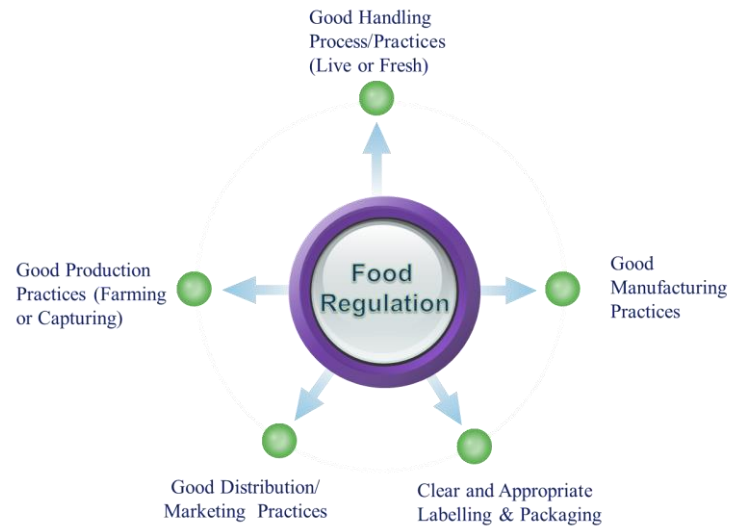 Good Handling
Process/Practices
(Live or Fresh)
Good Production
Practices (Farming
or Capturing)
Food
Regulation
Good
Manufacturing
Practices
Good Distribution/
Marketing Practices
Clear and Appropriate
Labelling & Packaging